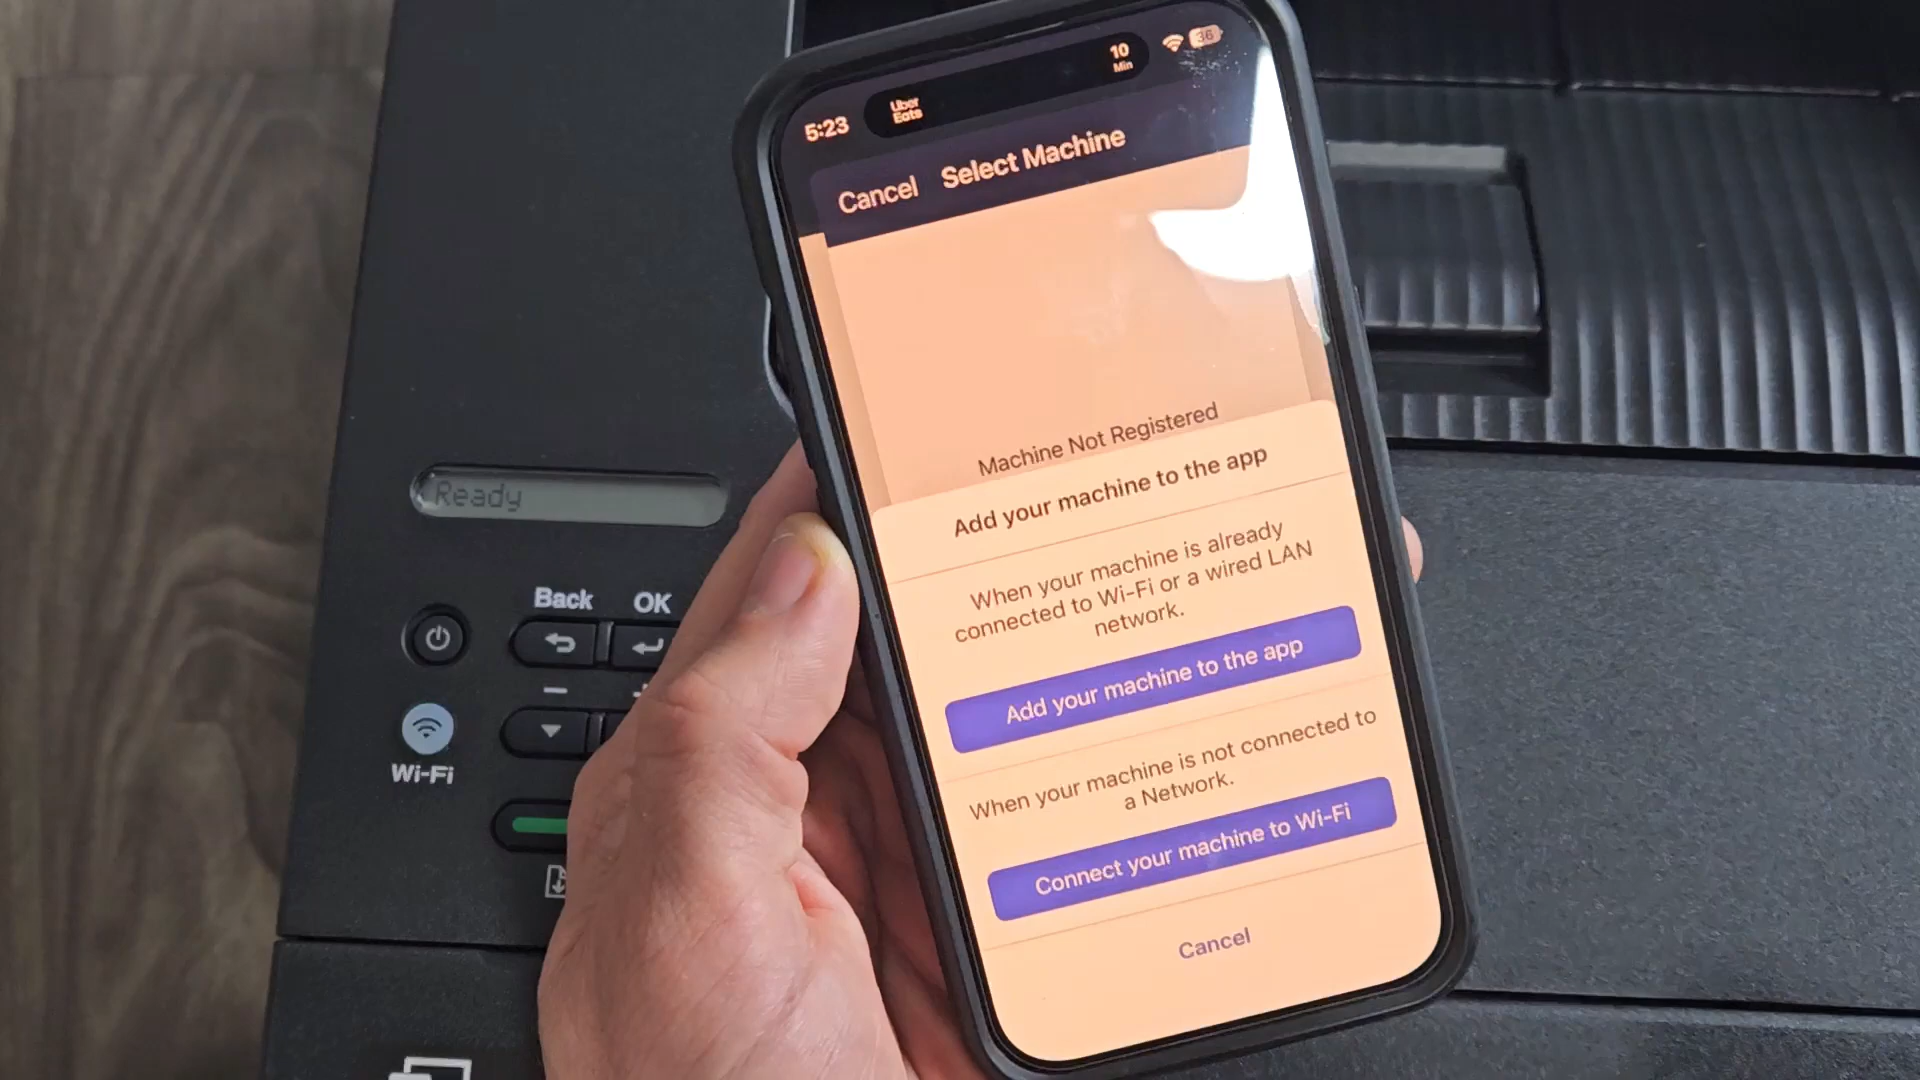 5:23
Uber
Eats
10
Min
36
Cancel
Select Machine
Machine Not Registered
Add your machine to the app
When your machine is already
connected to Wi-Fi or a wired LAN
network.
Add your machine to the app
When your machine is not connected to
a Network.
Connect your machine to Wi-Fi
Cancel
Ready
Back
OK
Wi-Fi